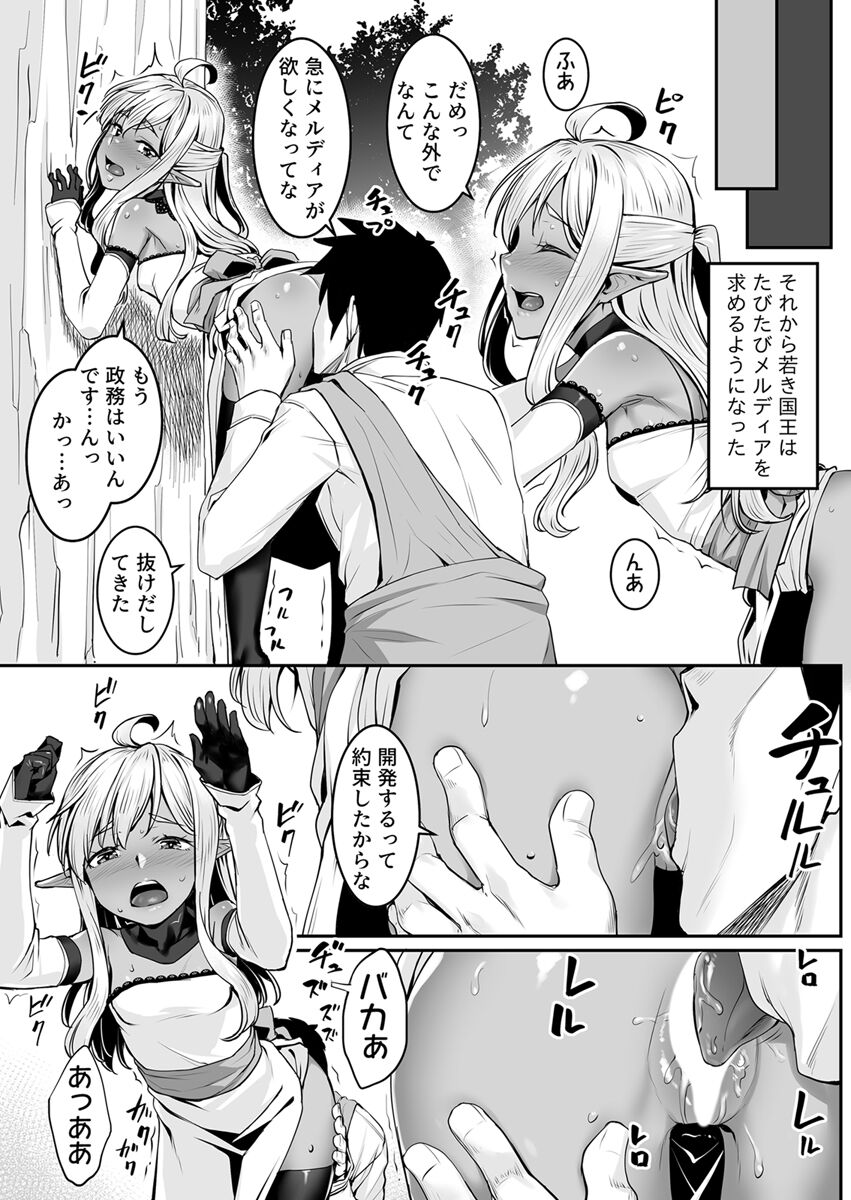 それから若き国王は
たびたびメルディアを
求めるようになった
ふあ
ピク
だめっ
こんな外で
なんて
急にメルディアが
欲しくなってな
ビク
チュプ
チュク
チュク
んあ
もう
政務はいいん
です…んっ
かっ…あっ
抜けだし
てきた
フルフル
チュルル
開発するって
約束したからな
ビク
ビク
ビク
レロ
レルル
レロ
バカぁ
ヂュズズズ
ガクガク
あっああ